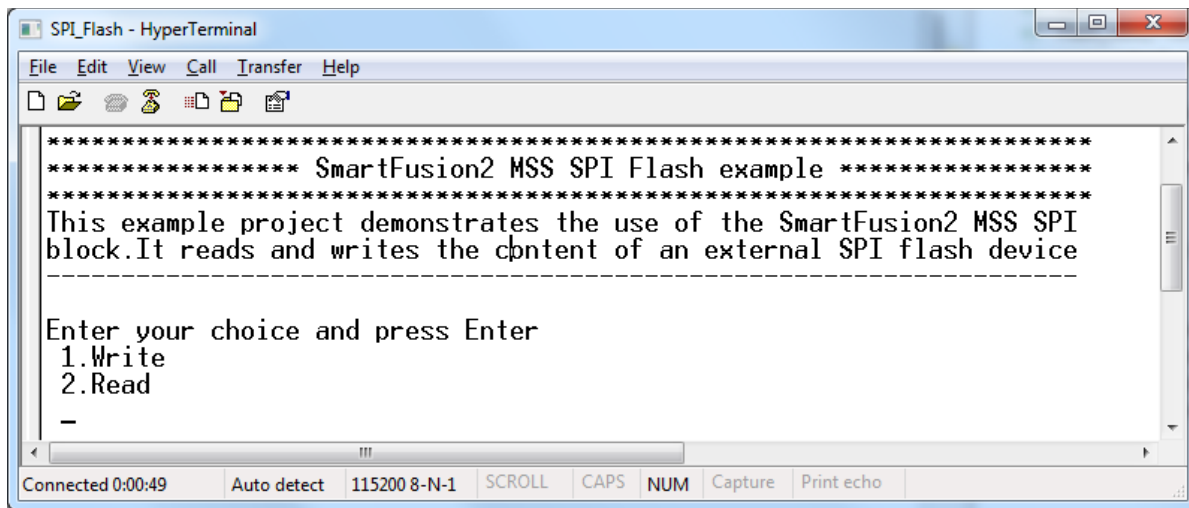 SPI_Flash - HyperTerminal
File Edit View Call Transfer Help
**********************************************************************
***************** SmartFusion2 MSS SPI Flash example *****************
**********************************************************************
This example project demonstrates the use of the SmartFusion2 MSS SPI
block.It reads and writes the content of an external SPI flash device
---------------------------------------------------------------------
Enter your choice and press Enter
1.Write
2.Read
_
Connected 0:00:49 Auto detect 115200 8-N-1 SCROLL CAPS NUM Capture Print echo